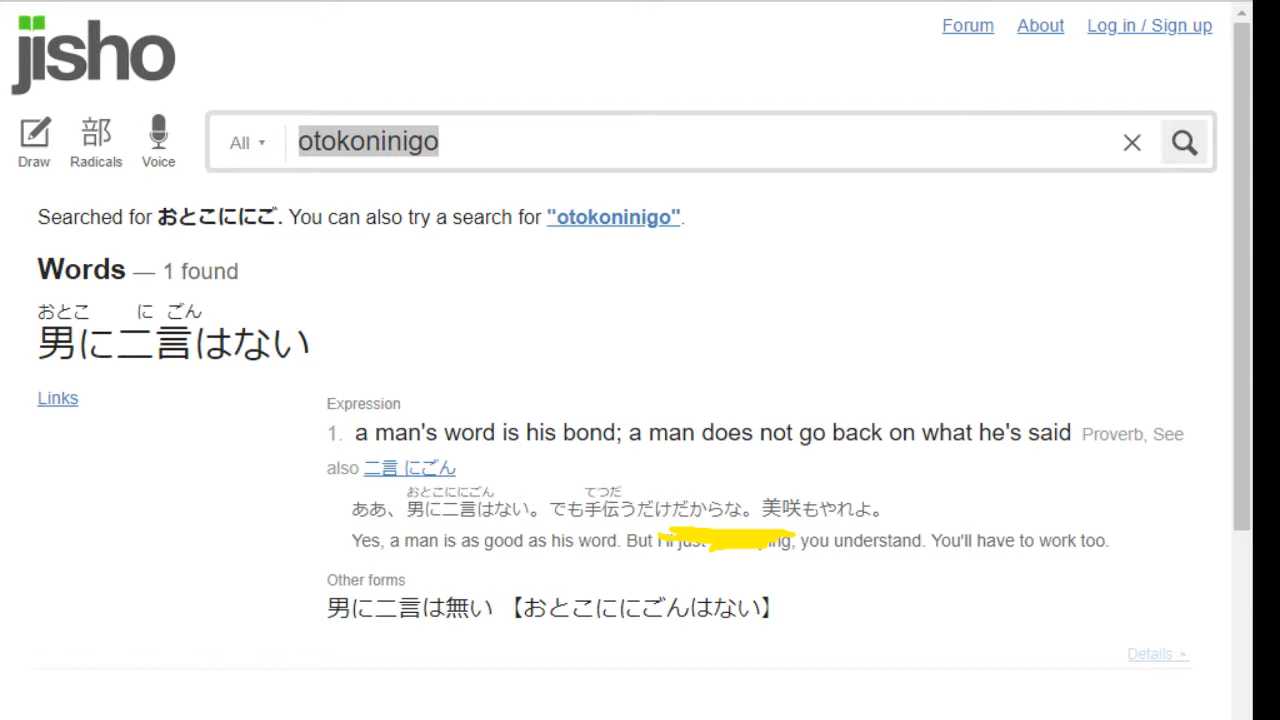 jisho
Forum About Log in / Sign up
部
Draw Radicals Voice
All otokoninigo
Searched for おとこににご. You can also try a search for "otokoninigo".
Words — 1 found
おとこ に ごん
男に二言はない
Links
Expression
1. a man's word is his bond; a man does not go back on what he's said Proverb, See
also 二言 にごん
おとこににごん てつだ
ああ、男に二言はない。でも手伝うだけだからな。美咲もやれよ。
Yes, a man is as good as his word. But I'll just, you understand. You'll have to work too.
Other forms
男に二言は無い 【おとこににごんはない】
Details